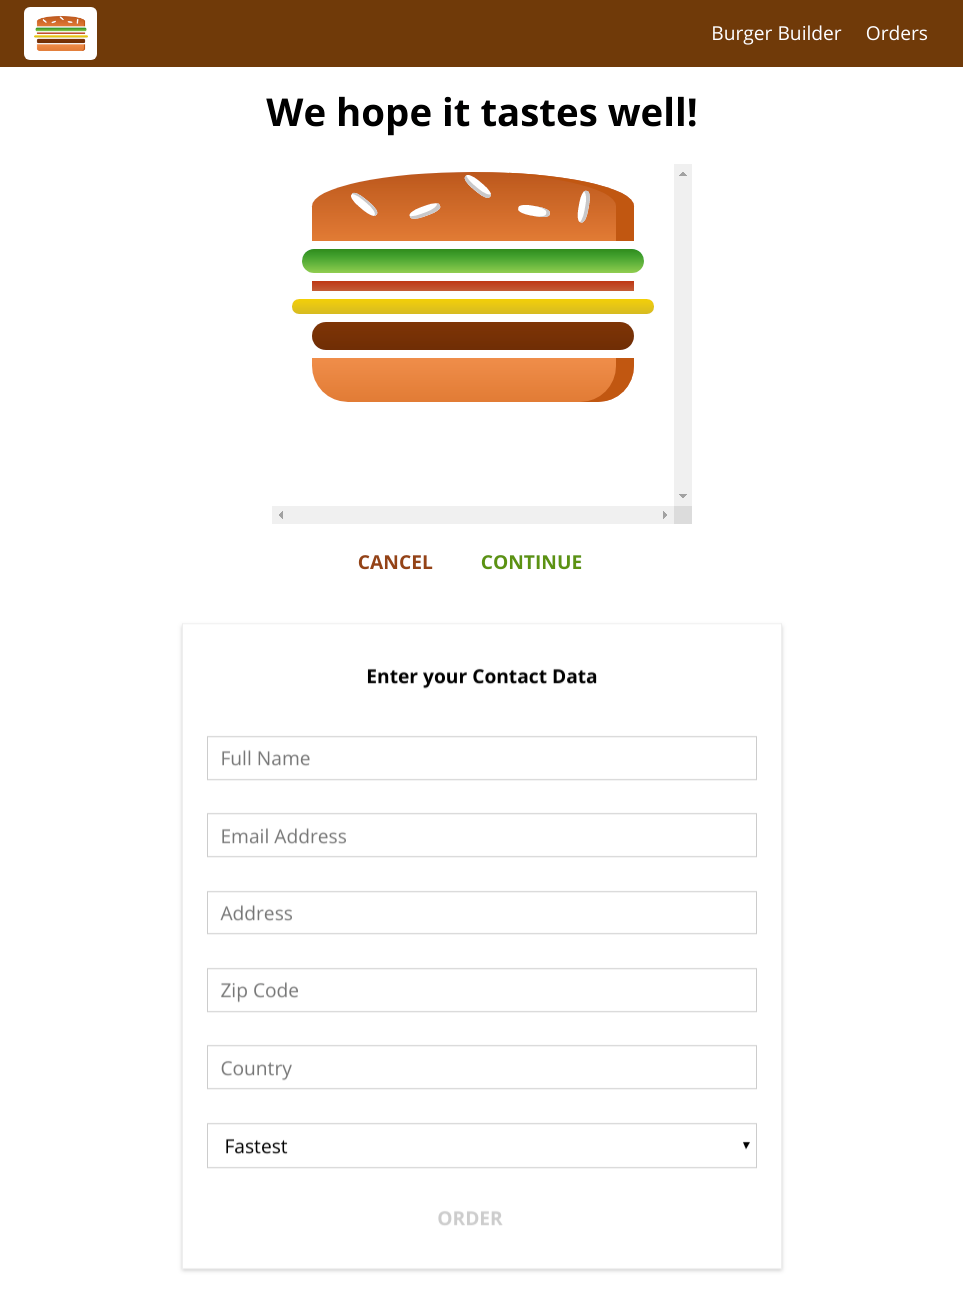 Burger Builder Orders
We hope it tastes well!
CANCEL CONTINUE
Enter your Contact Data
Full Name
Email Address
Address
Zip Code
Country
Fastest
ORDER